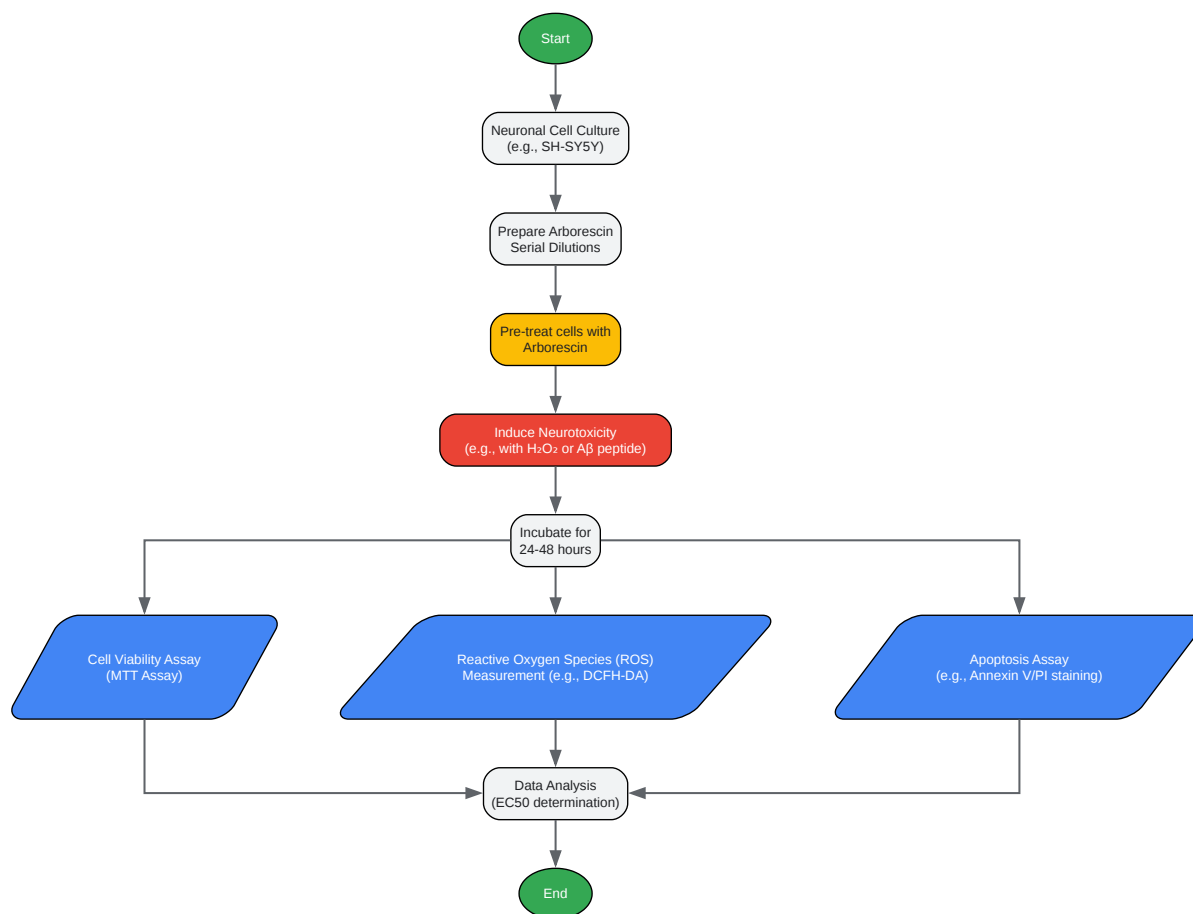 Start
Neuronal Cell Culture
(e.g., SH-SY5Y)
Prepare Arborescin
Serial Dilutions
Pre-treat cells with
Arborescin
Induce Neurotoxicity
(e.g., with H₂O₂ or Aβ peptide)
Incubate for
24-48 hours
Cell Viability Assay
(MTT Assay)
Reactive Oxygen Species (ROS)
Measurement (e.g., DCFH-DA)
Apoptosis Assay
(e.g., Annexin V/PI staining)
Data Analysis
(EC50 determination)
End